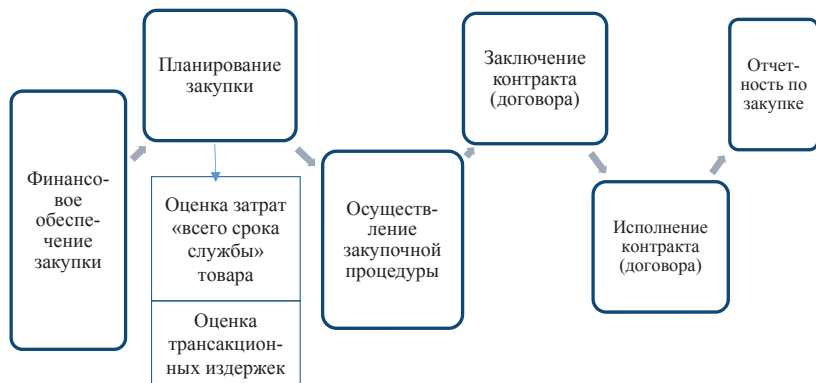 Финансо-
вое
обеспе-
чение
закупки
Планирование
закупки
Оценка затрат
«всего срока
службы»
товара
Оценка
трансакцион-
ных издержек
Осуществ-
ление
закупочной
процедуры
Заключение
контракта
(договора)
Исполнение
контракта
(договора)
Отчет-
ность по
закупке